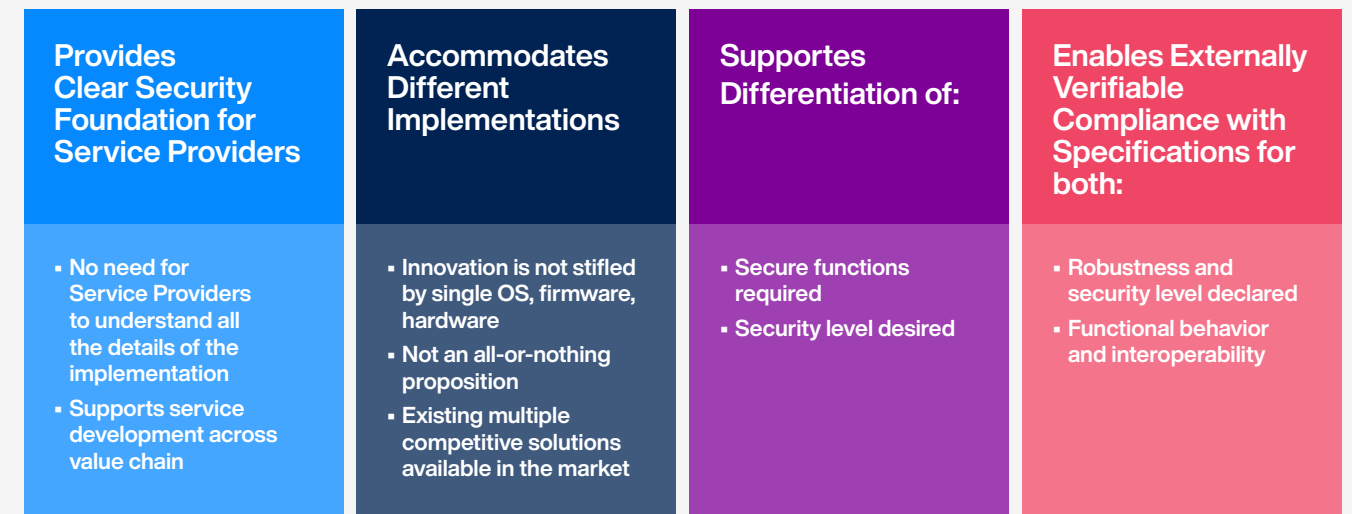 Provides
Clear Security
Foundation for
Service Providers
▪ No need for
Service Providers
to understand all
the details of the
implementation
▪ Supports service
development across
value chain
Accommodates
Different
Implementations
▪ Innovation is not stifled
by single OS, firmware,
hardware
▪ Not an all-or-nothing
proposition
▪ Existing multiple
competitive solutions
available in the market
Supportes
Differentiation of:
▪ Secure functions
required
▪ Security level desired
Enables Externally
Verifiable
Compliance with
Specifications for
both:
▪ Robustness and
security level declared
▪ Functional behavior
and interoperability